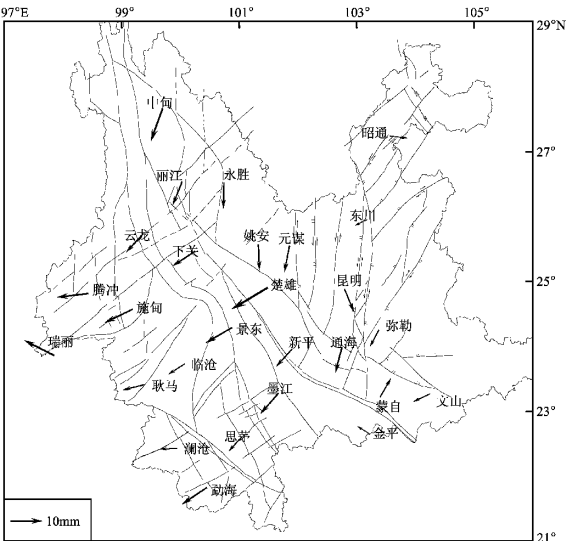 97°E
99°
101°
103°
105°
29°N
中甸
昭通
27°
丽江
永胜
东川
云龙
下关
姚安
元谋
25°
腾冲
施甸
楚雄
昆明
瑞丽
景东
新平
通海
弥勒
临沧
耿马
墨江
蒙自
文山
23°
思茅
金平
澜沧
勐海
10mm
21°